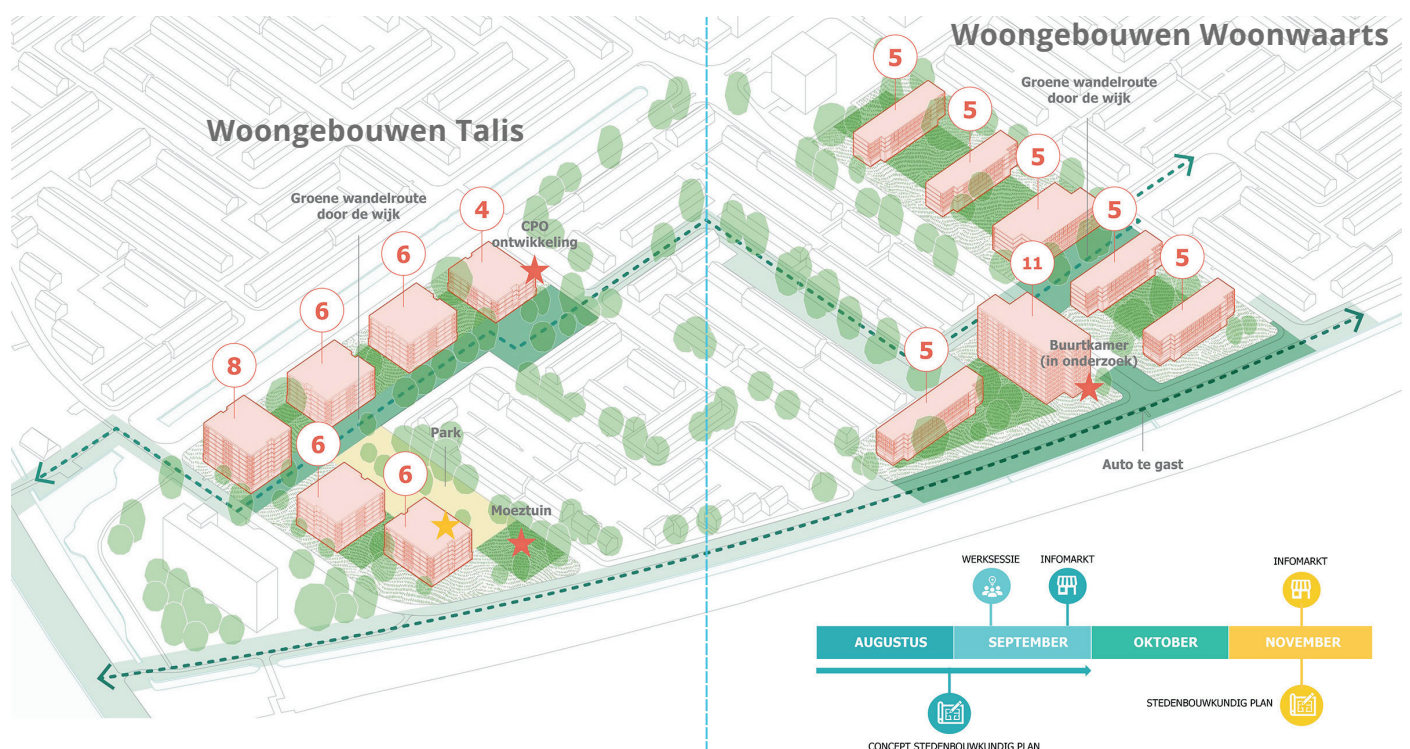 Woongebouwen Talis
Groene wandelroute
door de wijk
4
CPO
ontwikkeling
6
6
8
6
6
Park
Moeztuin
Woongebouwen Woonwaarts
Groene wandelroute
door de wijk
5
5
5
5
5
11
5
Buurtkamer
(in onderzoek)
Auto te gast
WERKSESSIE
INFOMARKT
INFOMARKT
AUGUSTUS
SEPTEMBER
OKTOBER
NOVEMBER
STEDENBOUWKUNDIG PLAN
CONCEPT STEDENBOUWKUNDIG PLAN